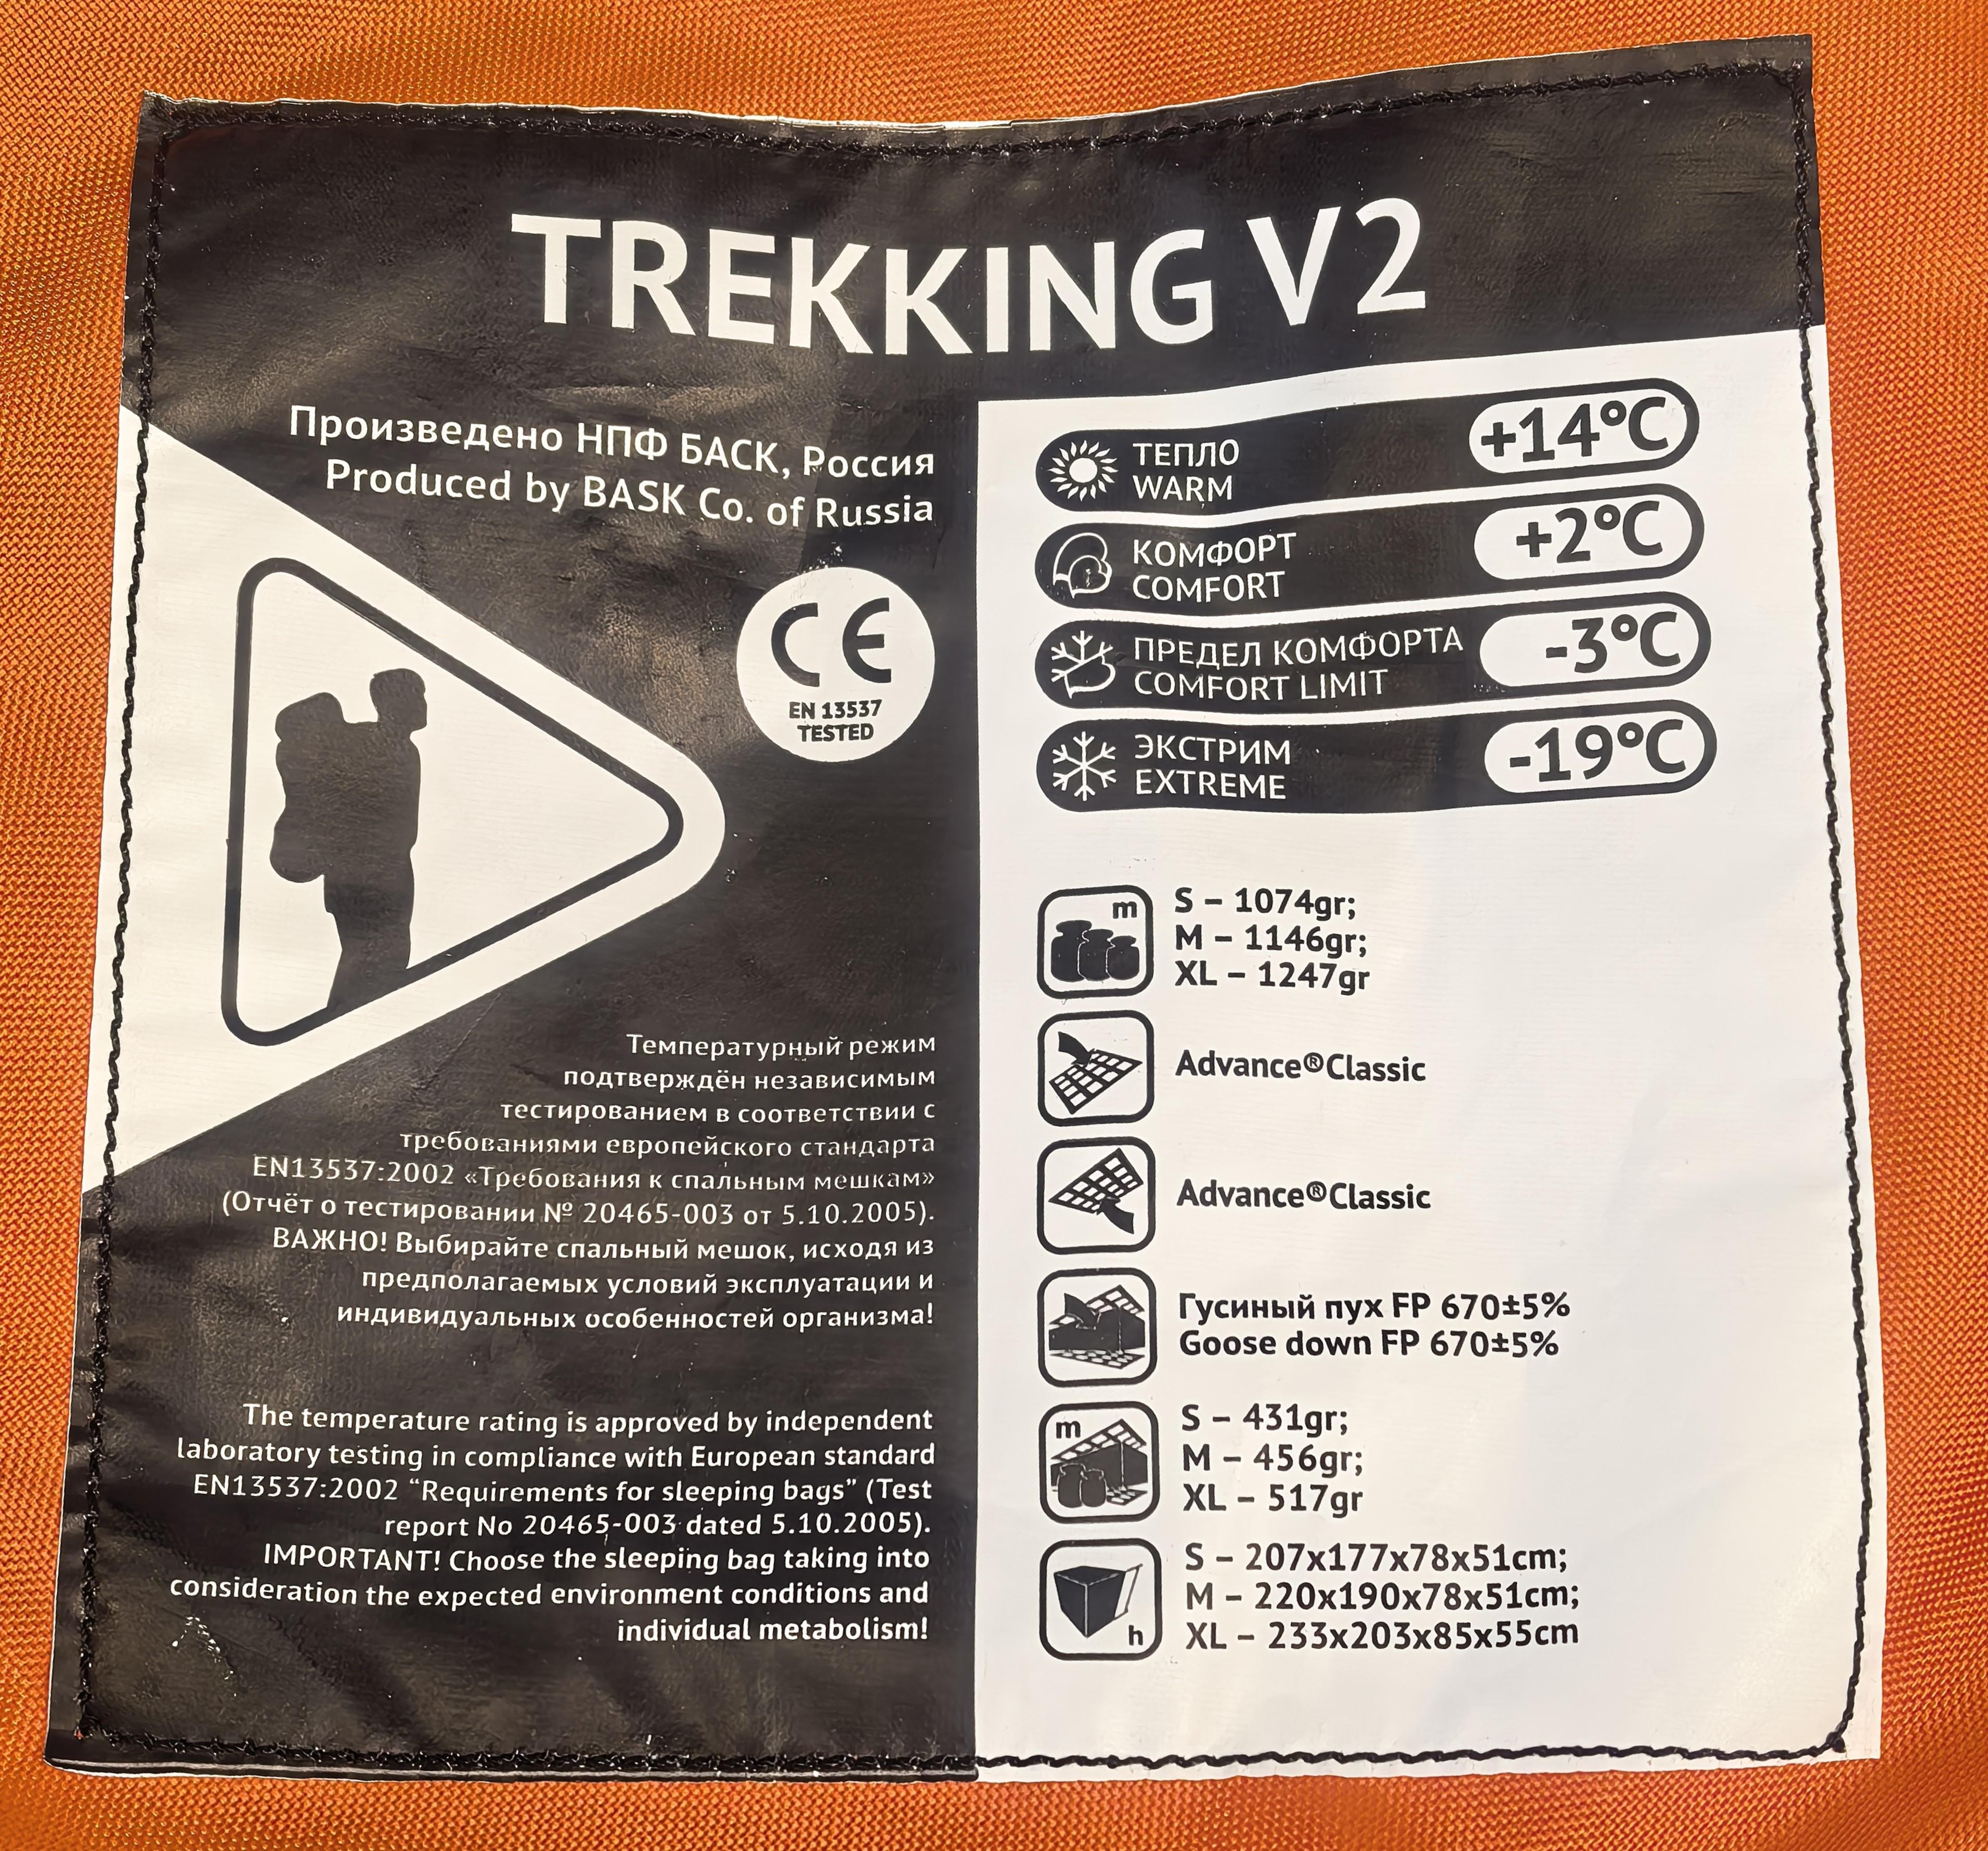 TREKKING V2
Произведено НПФ БАСК, Россия
Produced by BASK Co. of Russia
CE
EN 13537
TESTED
Температурный режим
подтверждён независимым
тестированием в соответствии с
требованиями европейского стандарта
EN13537:2002 «Требования к спальным мешкам»
(Отчёт о тестировании № 20465-003 от 5.10.2005).
ВАЖНО! Выбирайте спальный мешок, исходя из
предполагаемых условий эксплуатации и
индивидуальных особенностей организма!
The temperature rating is approved by independent
laboratory testing in compliance with European standard
EN13537:2002 “Requirements for sleeping bags” (Test
report No 20465-003 dated 5.10.2005).
IMPORTANT! Choose the sleeping bag taking into
consideration the expected environment conditions and
individual metabolism!
ТЕПЛО
WARM
+14°C
КОМФОРТ
COMFORT
+2°C
ПРЕДЕЛ КОМФОРТА
COMFORT LIMIT
-3°C
ЭКСТРИМ
EXTREME
-19°C
m
S – 1074gr;
M – 1146gr;
XL – 1247gr
Advance®Classic
Advance®Classic
Гусиный пух FP 670±5%
Goose down FP 670±5%
m
S – 431gr;
M – 456gr;
XL – 517gr
h
S – 207x177x78x51cm;
M – 220x190x78x51cm;
XL – 233x203x85x55cm